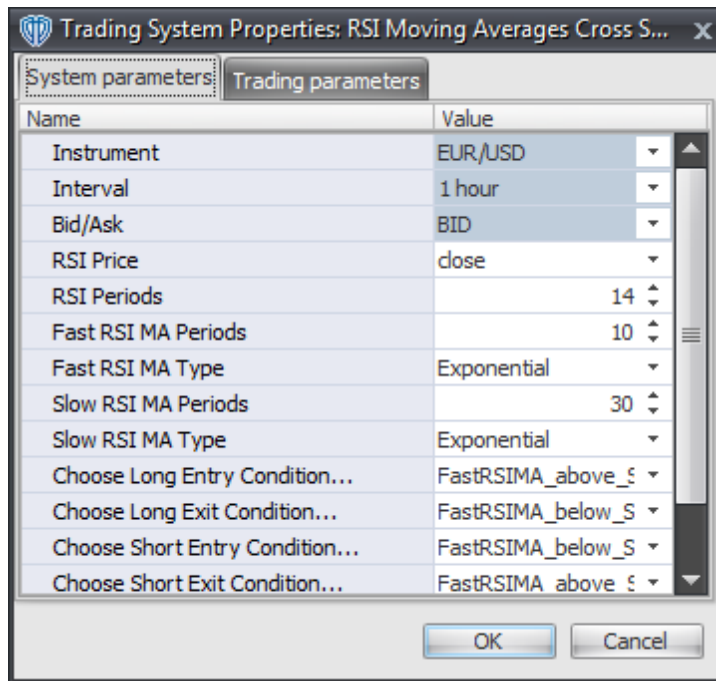 Trading System Properties: RSI Moving Averages Cross S...
System parameters Trading parameters
Name Value
Instrument EUR/USD
Interval 1 hour
Bid/Ask BID
RSI Price close
RSI Periods 14
Fast RSI MA Periods 10
Fast RSI MA Type Exponential
Slow RSI MA Periods 30
Slow RSI MA Type Exponential
Choose Long Entry Condition... FastRSIMA_above_S
Choose Long Exit Condition... FastRSIMA_below_S
Choose Short Entry Condition... FastRSIMA_below_S
Choose Short Exit Condition... FastRSIMA_above_S
OK Cancel